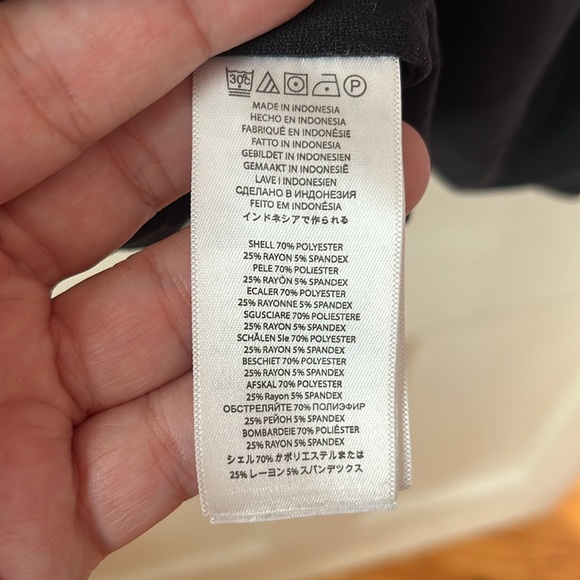 30°C P
MADE IN INDONESIA
HECHO EN INDONESIA
FABRIQUÉ EN INDONÉSIE
FATTO IN INDONESIA
GEBILDET IN INDONESIEN
GEMAAKT IN INDONESIË
LAVE I INDONESIEN
СДЕЛАНО В ИНДОНЕЗИЯ
FEITO EM INDONÉSIA
インドネシアで作られる
SHELL 70% POLYESTER
25% RAYON 5% SPANDEX
PELE 70% POLIESTER
25% RAYÓN 5% SPANDEX
ECALER 70% POLYESTER
25% RAYONNE 5% SPANDEX
SGUSCIARE 70% POLIESTERE
25% RAYON 5% SPANDEX
SCHÄLEN Sie 70% POLYESTER
25% RAYON 5% SPANDEX
BESCHIET 70% POLYESTER
25% RAYON 5% SPANDEX
AFSKAL 70% POLYESTER
25% Rayon 5% SPANDEX
ОБСТРЕЛЯЙТЕ 70% ПОЛИЭФИР
25% РЕЙОН 5% SPANDEX
BOMBARDEIE 70% POLIÉSTER
25% RAYON 5% SPANDEX
シェル70%かポリエステルまたは
25%レーヨン5%スパンデックス